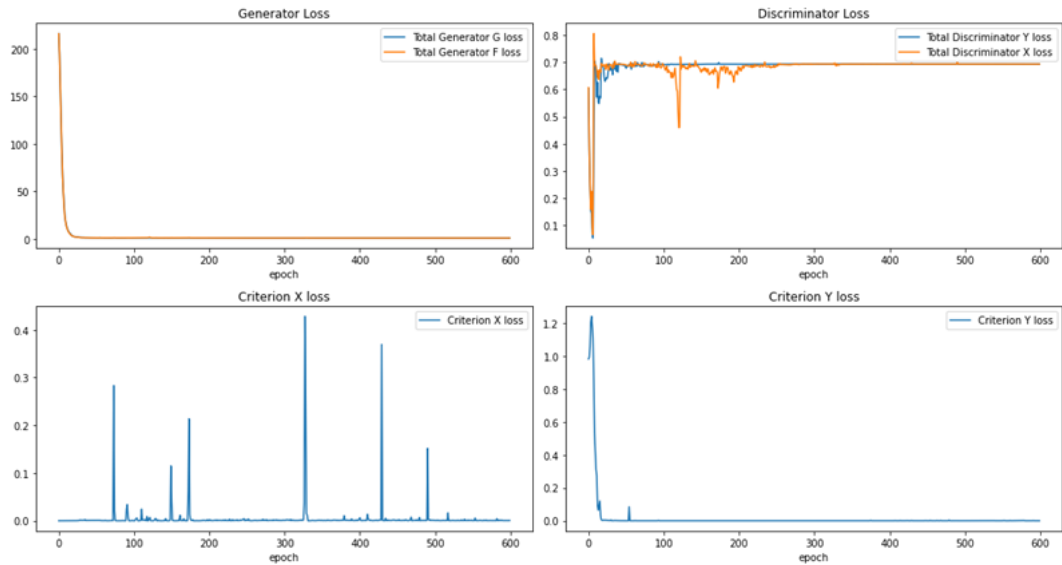 Generator Loss
Total Generator G loss
Total Generator F loss
200
150
100
50
0
0 100 200 300 400 500 600
epoch
Discriminator Loss
Total Discriminator Y loss
Total Discriminator X loss
0.8
0.7
0.6
0.5
0.4
0.3
0.2
0.1
0 100 200 300 400 500 600
epoch
Criterion X loss
Criterion X loss
0.4
0.3
0.2
0.1
0.0
0 100 200 300 400 500 600
epoch
Criterion Y loss
Criterion Y loss
1.2
1.0
0.8
0.6
0.4
0.2
0.0
0 100 200 300 400 500 600
epoch